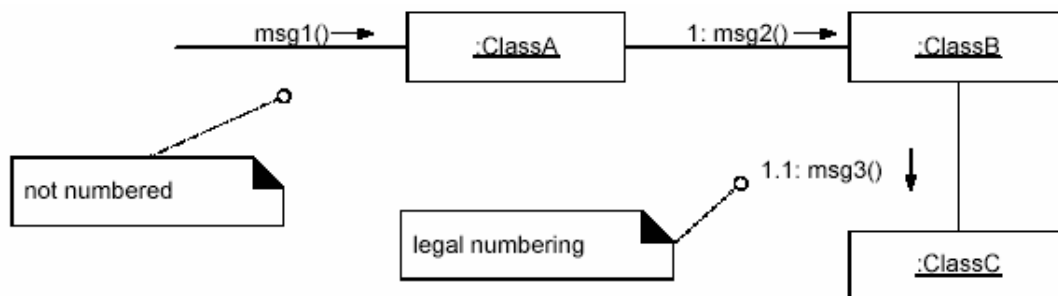 msg1()
:ClassA
1: msg2()
:ClassB
not numbered
1.1: msg3()
legal numbering
:ClassC